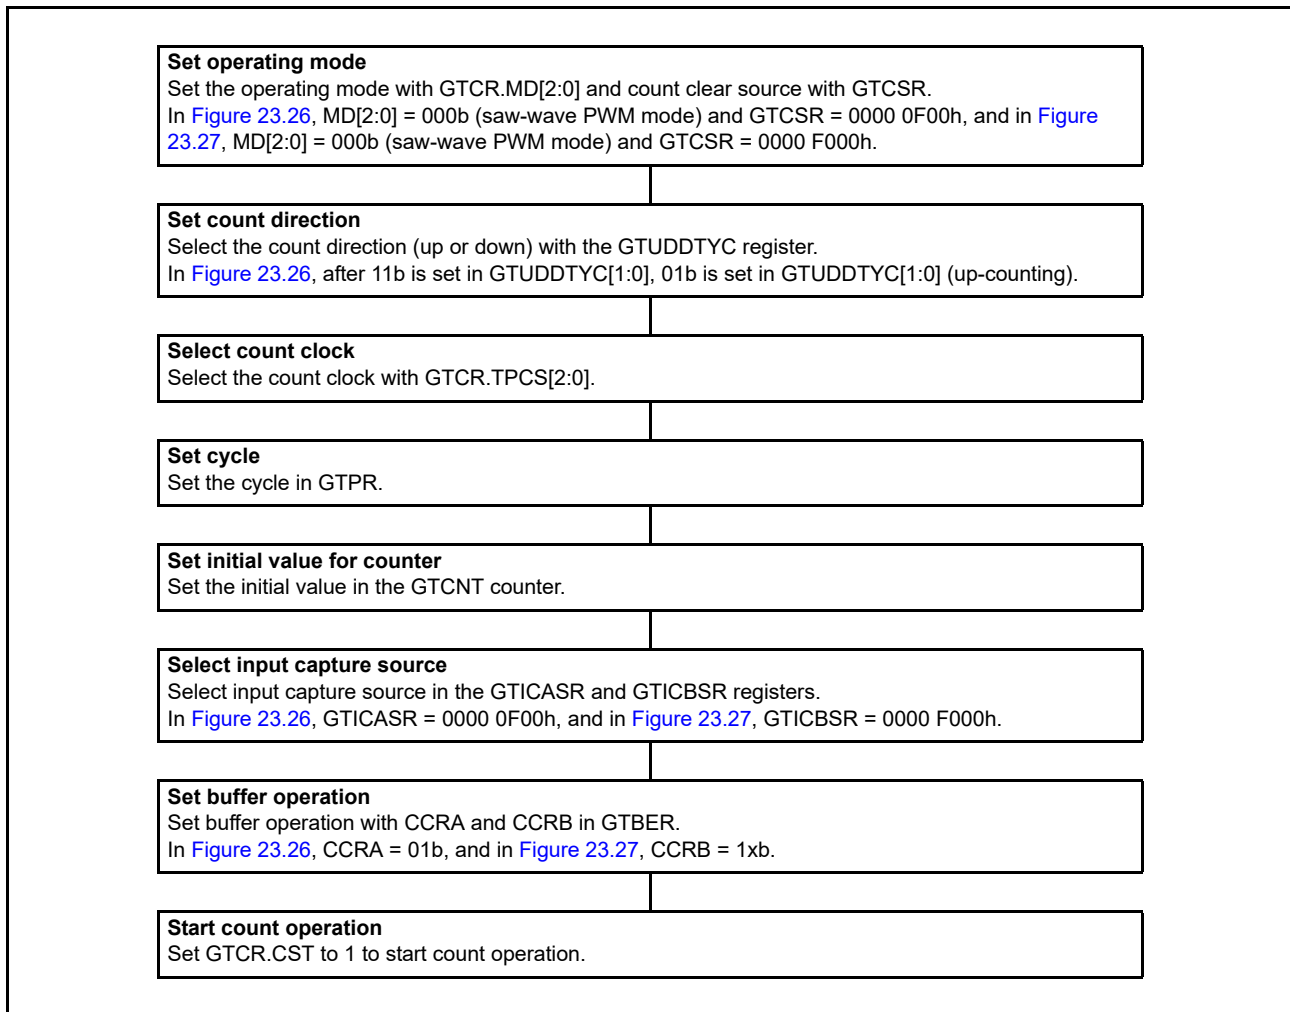 Set operating mode
Set the operating mode with GTCR.MD[2:0] and count clear source with GTCSR.
In Figure 23.26, MD[2:0] = 000b (saw-wave PWM mode) and GTCSR = 0000 0F00h, and in Figure
23.27, MD[2:0] = 000b (saw-wave PWM mode) and GTCSR = 0000 F000h.
Set count direction
Select the count direction (up or down) with the GTUDDTYC register.
In Figure 23.26, after 11b is set in GTUDDTYC[1:0], 01b is set in GTUDDTYC[1:0] (up-counting).
Select count clock
Select the count clock with GTCR.TPCS[2:0].
Set cycle
Set the cycle in GTPR.
Set initial value for counter
Set the initial value in the GTCNT counter.
Select input capture source
Select input capture source in the GTICASR and GTICBSR registers.
In Figure 23.26, GTICASR = 0000 0F00h, and in Figure 23.27, GTICBSR = 0000 F000h.
Set buffer operation
Set buffer operation with CCRA and CCRB in GTBER.
In Figure 23.26, CCRA = 01b, and in Figure 23.27, CCRB = 1xb.
Start count operation
Set GTCR.CST to 1 to start count operation.